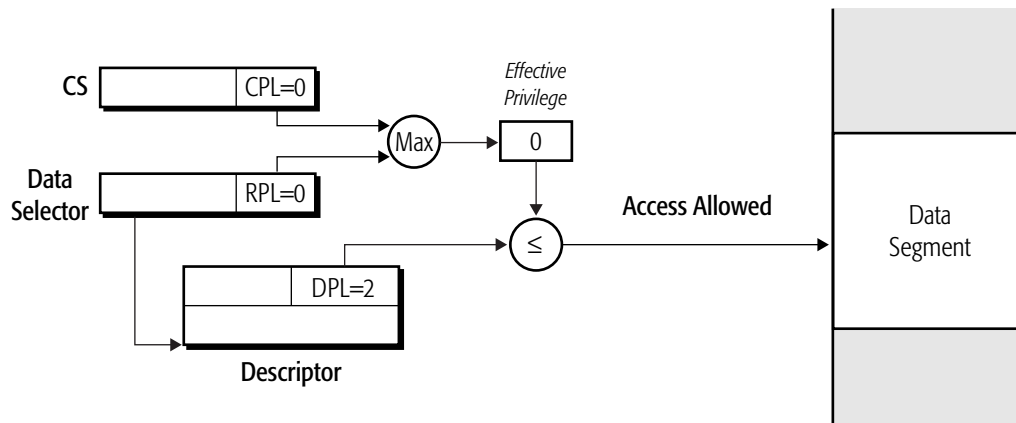 Effective
Privilege
CS
CPL=0
Max
0
Data
Selector
RPL=0
Access Allowed
≤
Data
Segment
DPL=2
Descriptor